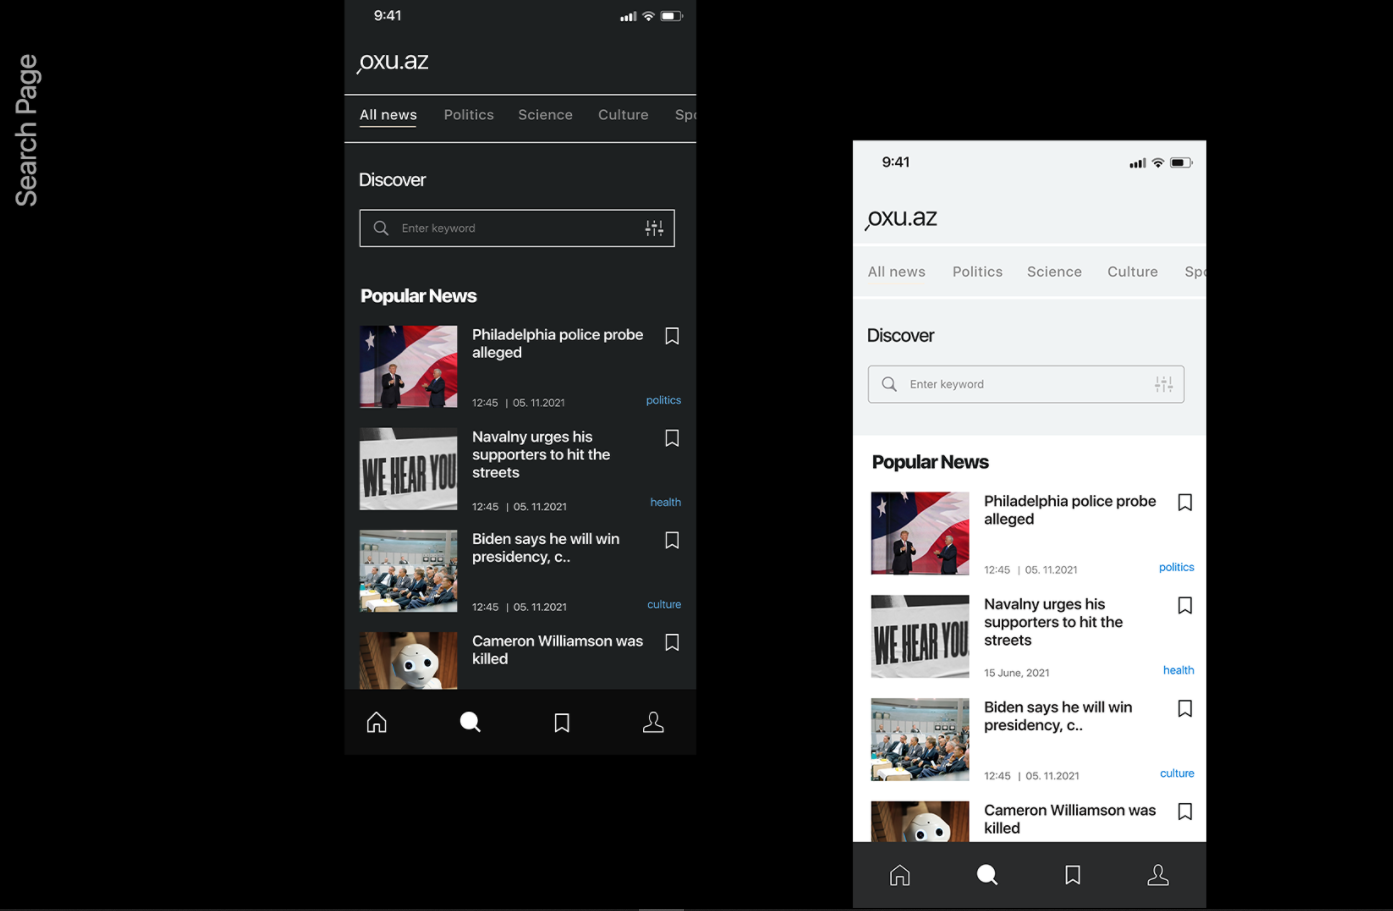 Search Page
9:41
oxu.az
All news Politics Science Culture Spo
Discover
Enter keyword
Popular News
Philadelphia police probe
alleged
12:45 | 05. 11.2021 politics
WE HEAR YOU
Navalny urges his
supporters to hit the
streets
12:45 | 05. 11.2021 health
Biden says he will win
presidency, c..
12:45 | 05. 11.2021 culture
Cameron Williamson was
killed
9:41
oxu.az
All news Politics Science Culture Spo
Discover
Enter keyword
Popular News
Philadelphia police probe
alleged
12:45 | 05. 11.2021 politics
WE HEAR YOU
Navalny urges his
supporters to hit the
streets
15 June, 2021 health
Biden says he will win
presidency, c..
12:45 | 05. 11.2021 culture
Cameron Williamson was
killed